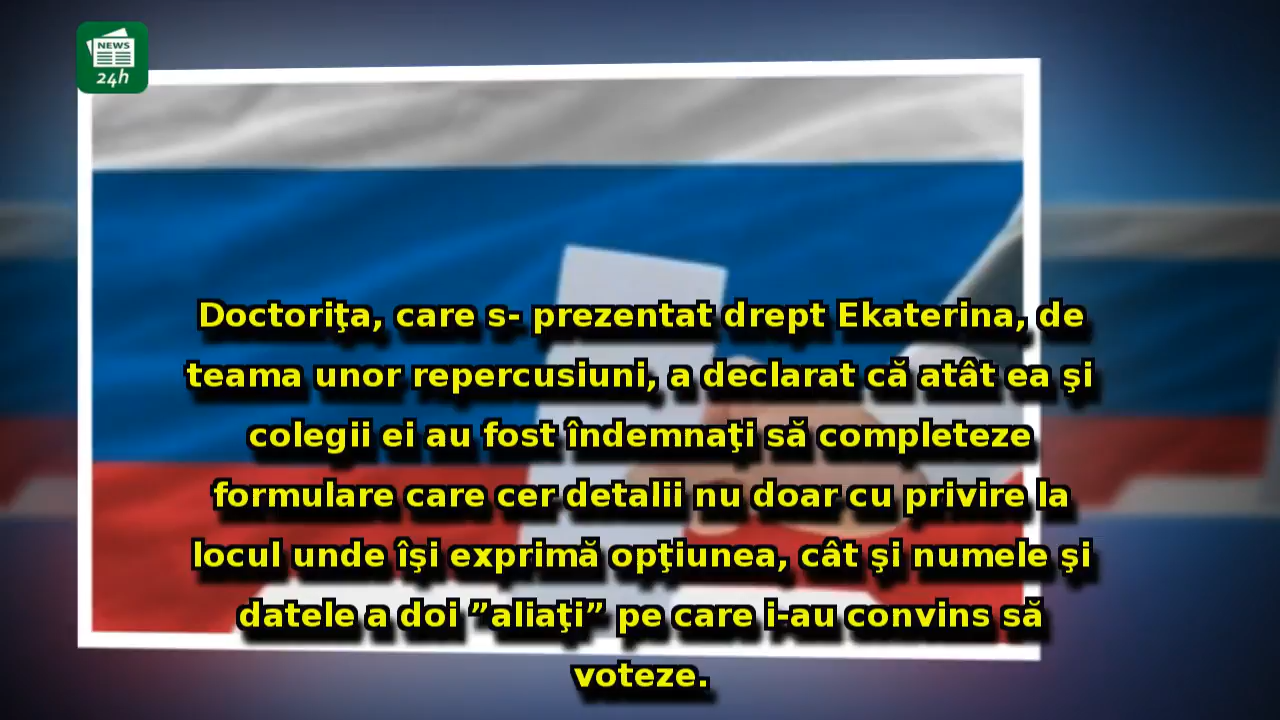 NEWS
24h
Doctoriţa, care s- prezentat drept Ekaterina, de
teama unor repercusiuni, a declarat că atât ea şi
colegii ei au fost îndemnaţi să completeze
formulare care cer detalii nu doar cu privire la
locul unde îşi exprimă opţiunea, cât şi numele şi
datele a doi ”aliaţi” pe care i-au convins să
voteze.